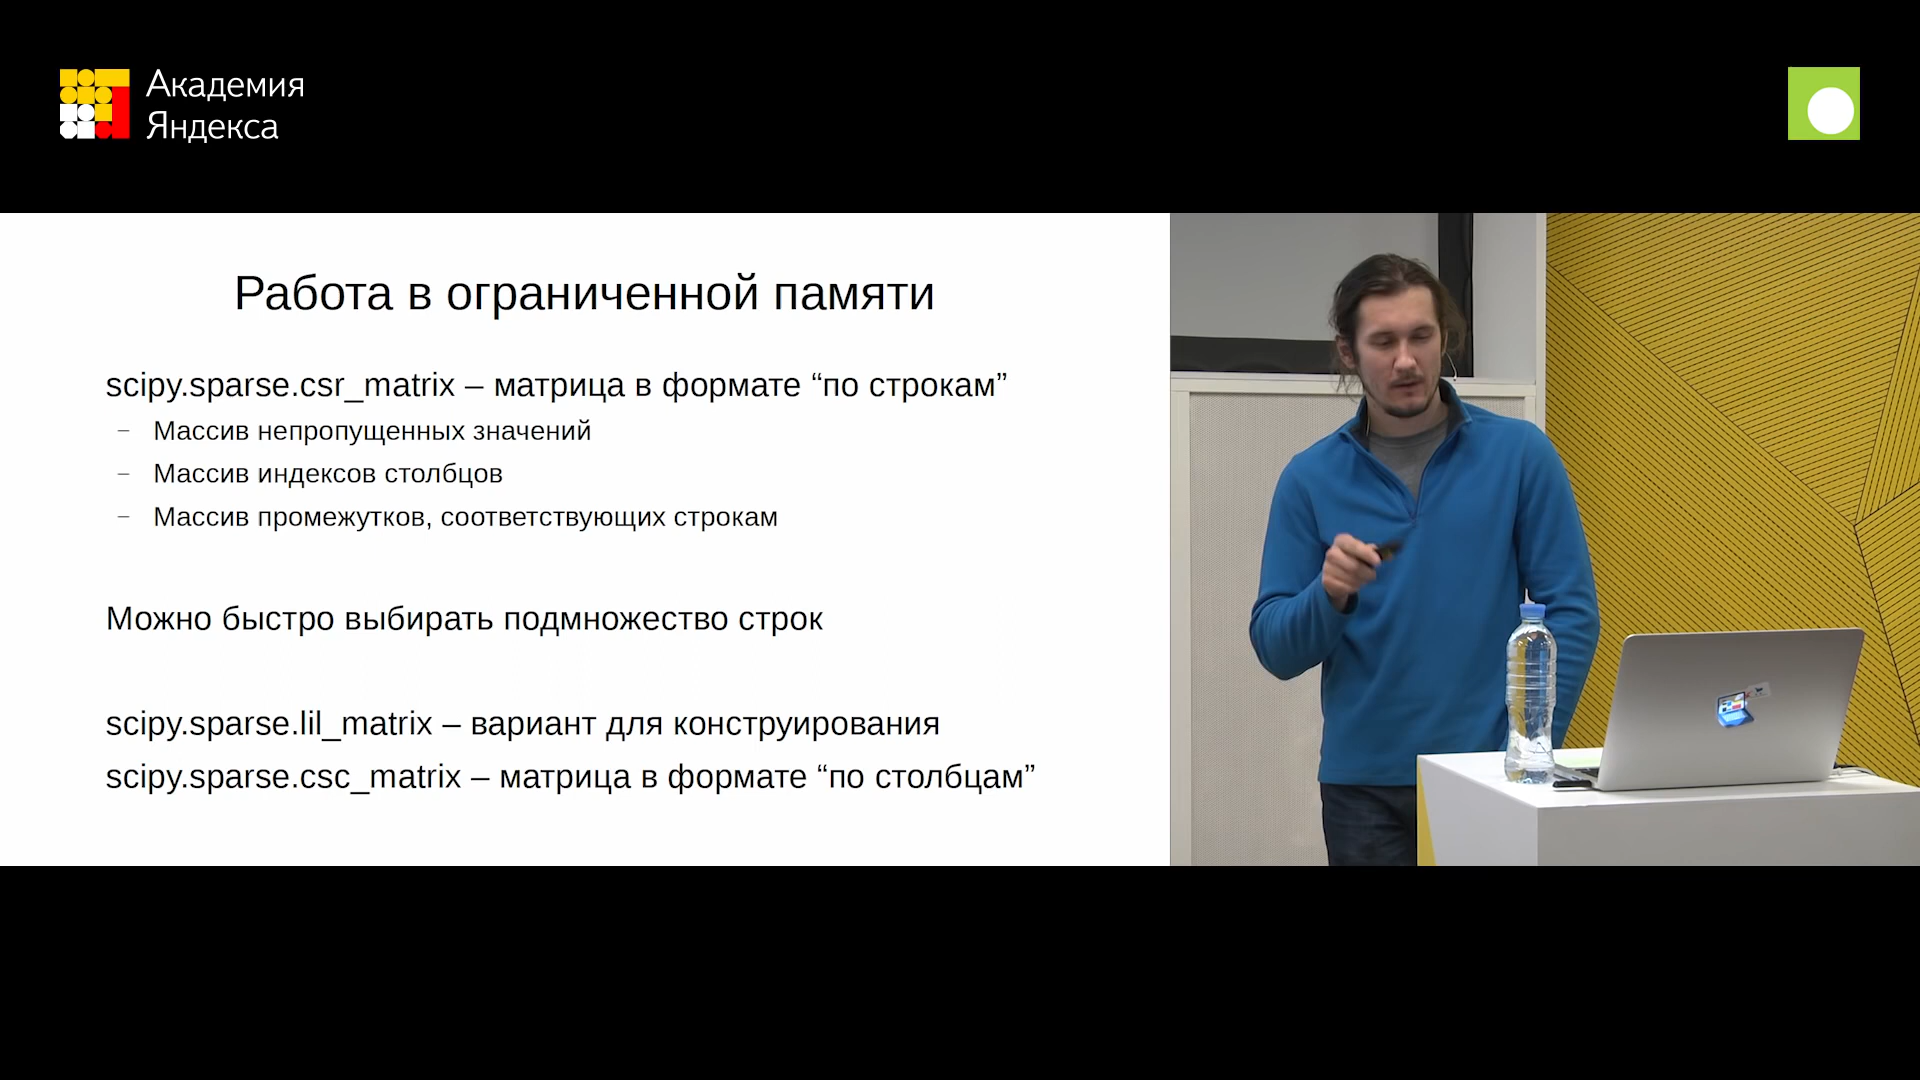 Академия
Яндекса
Работа в ограниченной памяти
scipy.sparse.csr_matrix – матрица в формате “по строкам”
– Массив непропущенных значений
– Массив индексов столбцов
– Массив промежутков, соответствующих строкам
Можно быстро выбирать подмножество строк
scipy.sparse.lil_matrix – вариант для конструирования
scipy.sparse.csc_matrix – матрица в формате “по столбцам”